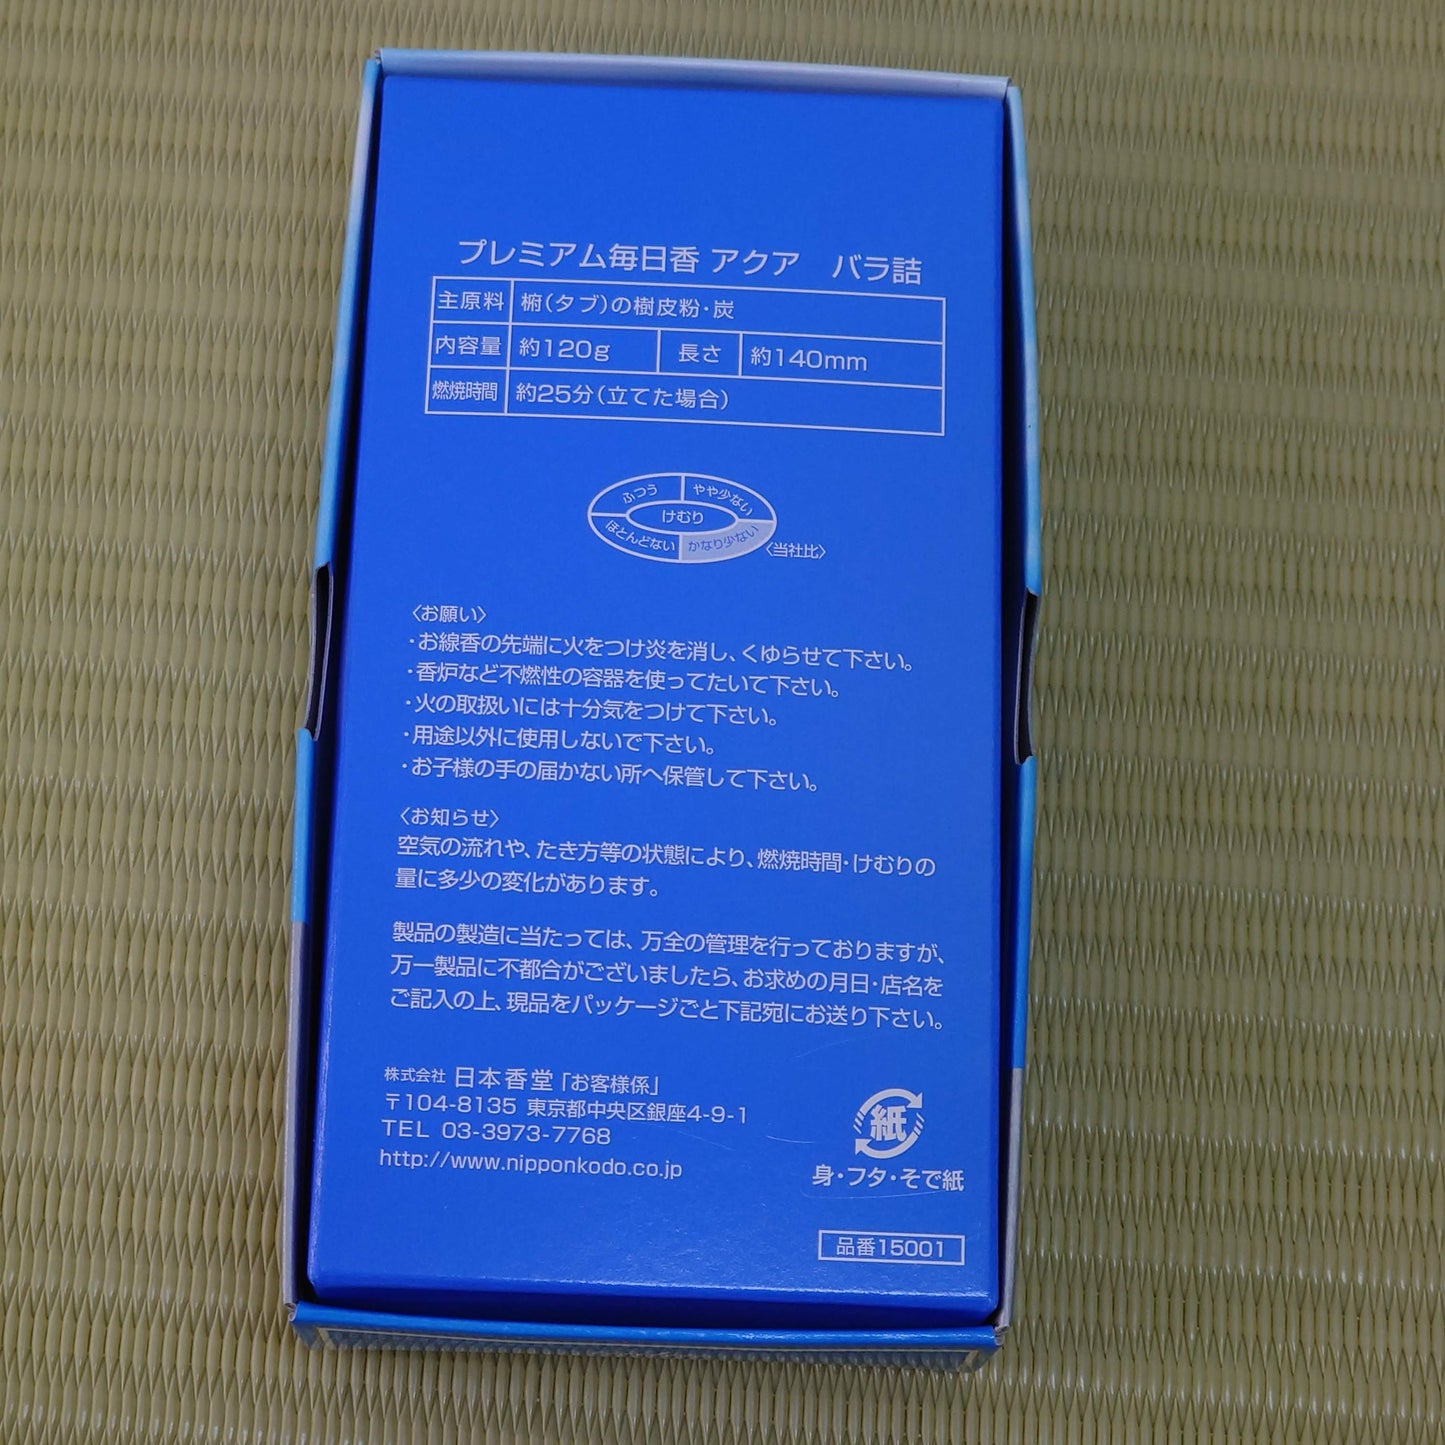 プレミアム毎日香 アクア　バラ詰
主原料 椨(タブ)の樹皮粉・炭
内容量 約120g 長さ 約140mm
燃焼時間 約25分(立てた場合)
ふつう やや少ない
けむり
ほとんどない かなり少ない 〈当社比〉
〈お願い〉
・お線香の先端に火をつけ炎を消し、くゆらせて下さい。
・香炉など不燃性の容器を使ってたいて下さい。
・火の取扱いには十分気をつけて下さい。
・用途以外に使用しないで下さい。
・お子様の手の届かない所へ保管して下さい。
〈お知らせ〉
空気の流れや、たき方等の状態により、燃焼時間・けむりの
量に多少の変化があります。
製品の製造に当たっては、万全の管理を行っておりますが、
万一製品に不都合がございましたら、お求めの月日・店名を
ご記入の上、現品をパッケージごと下記宛にお送り下さい。
株式会社 日本香堂「お客様係」
〒104-8135 東京都中央区銀座4-9-1
TEL 03-3973-7768
http://www.nipponkodo.co.jp
紙
身・フタ・そで紙
品番15001